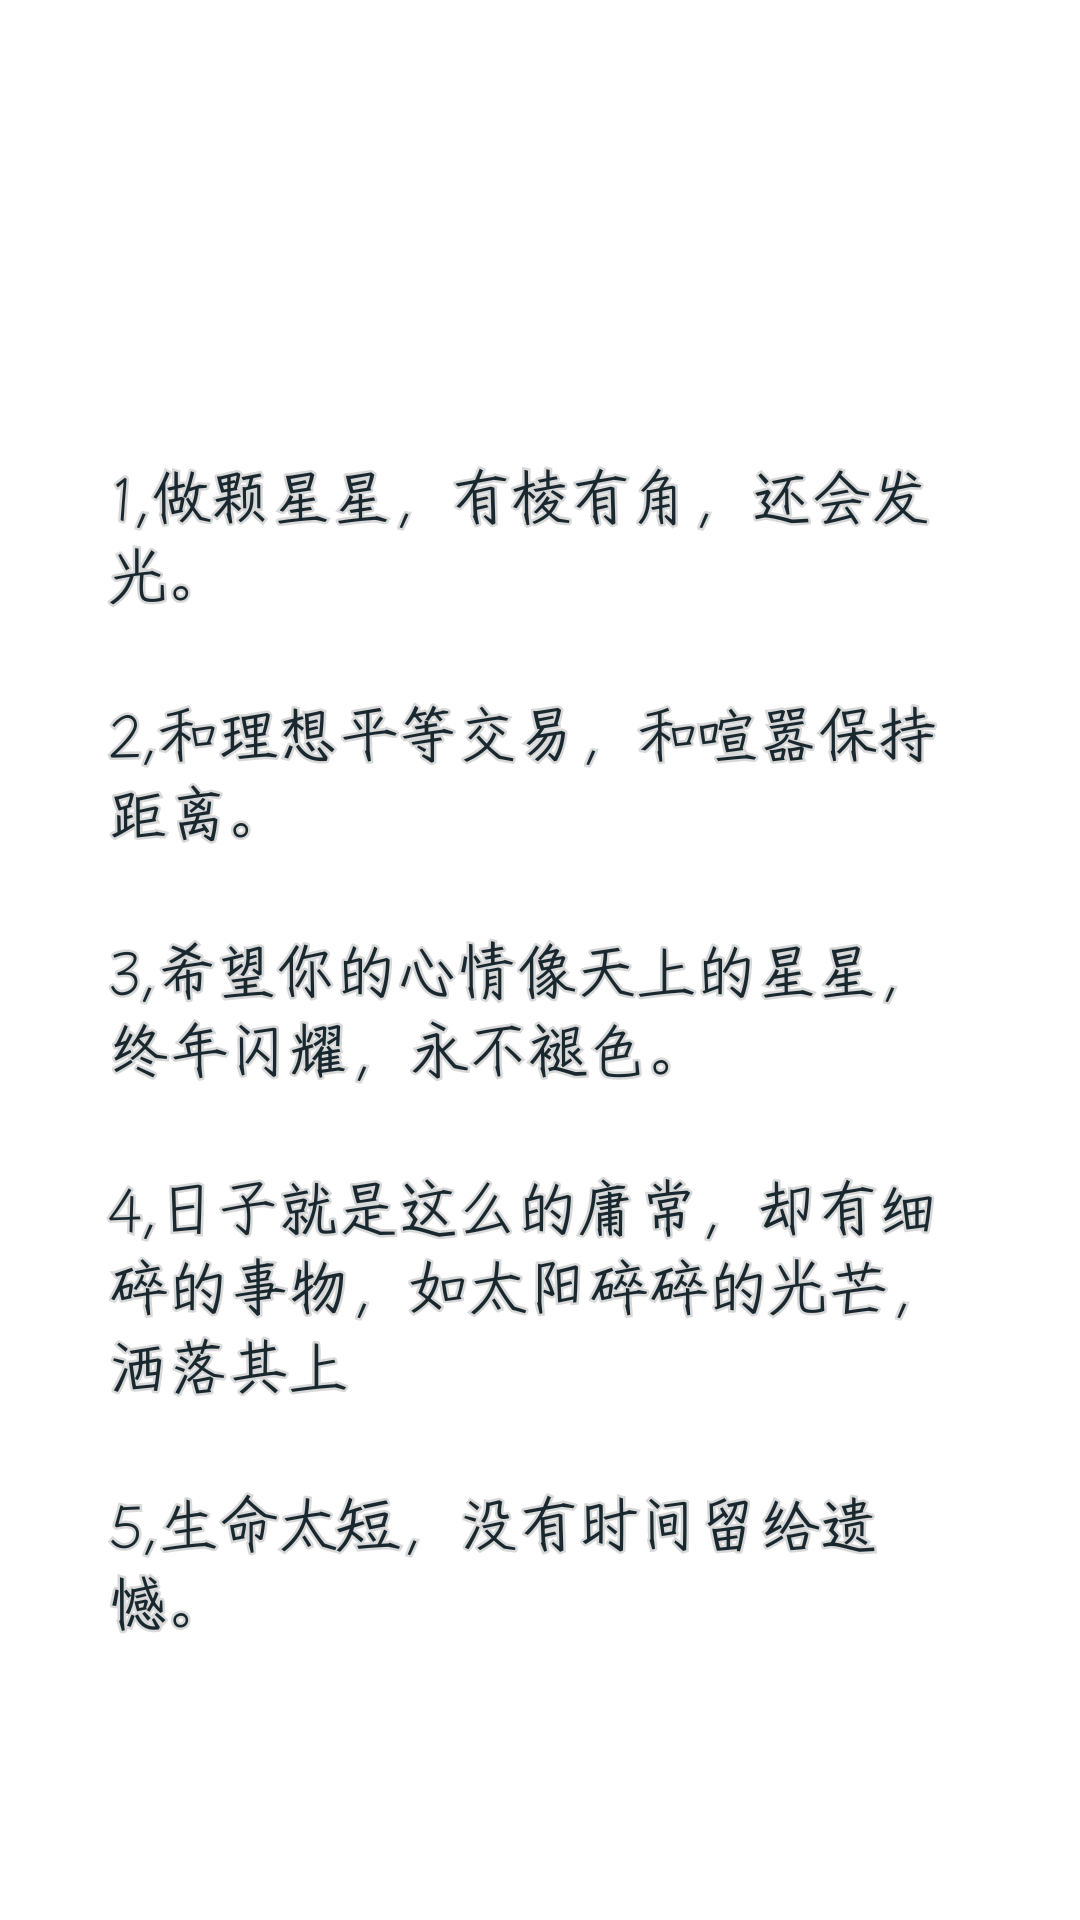 1,做颗星星，有棱有角，还会发
光。
2,和理想平等交易，和喧嚣保持
距离。
3,希望你的心情像天上的星星，
终年闪耀，永不褪色。
4,日子就是这么的庸常，却有细
碎的事物，如太阳碎碎的光芒，
洒落其上
5,生命太短，没有时间留给遗
憾。